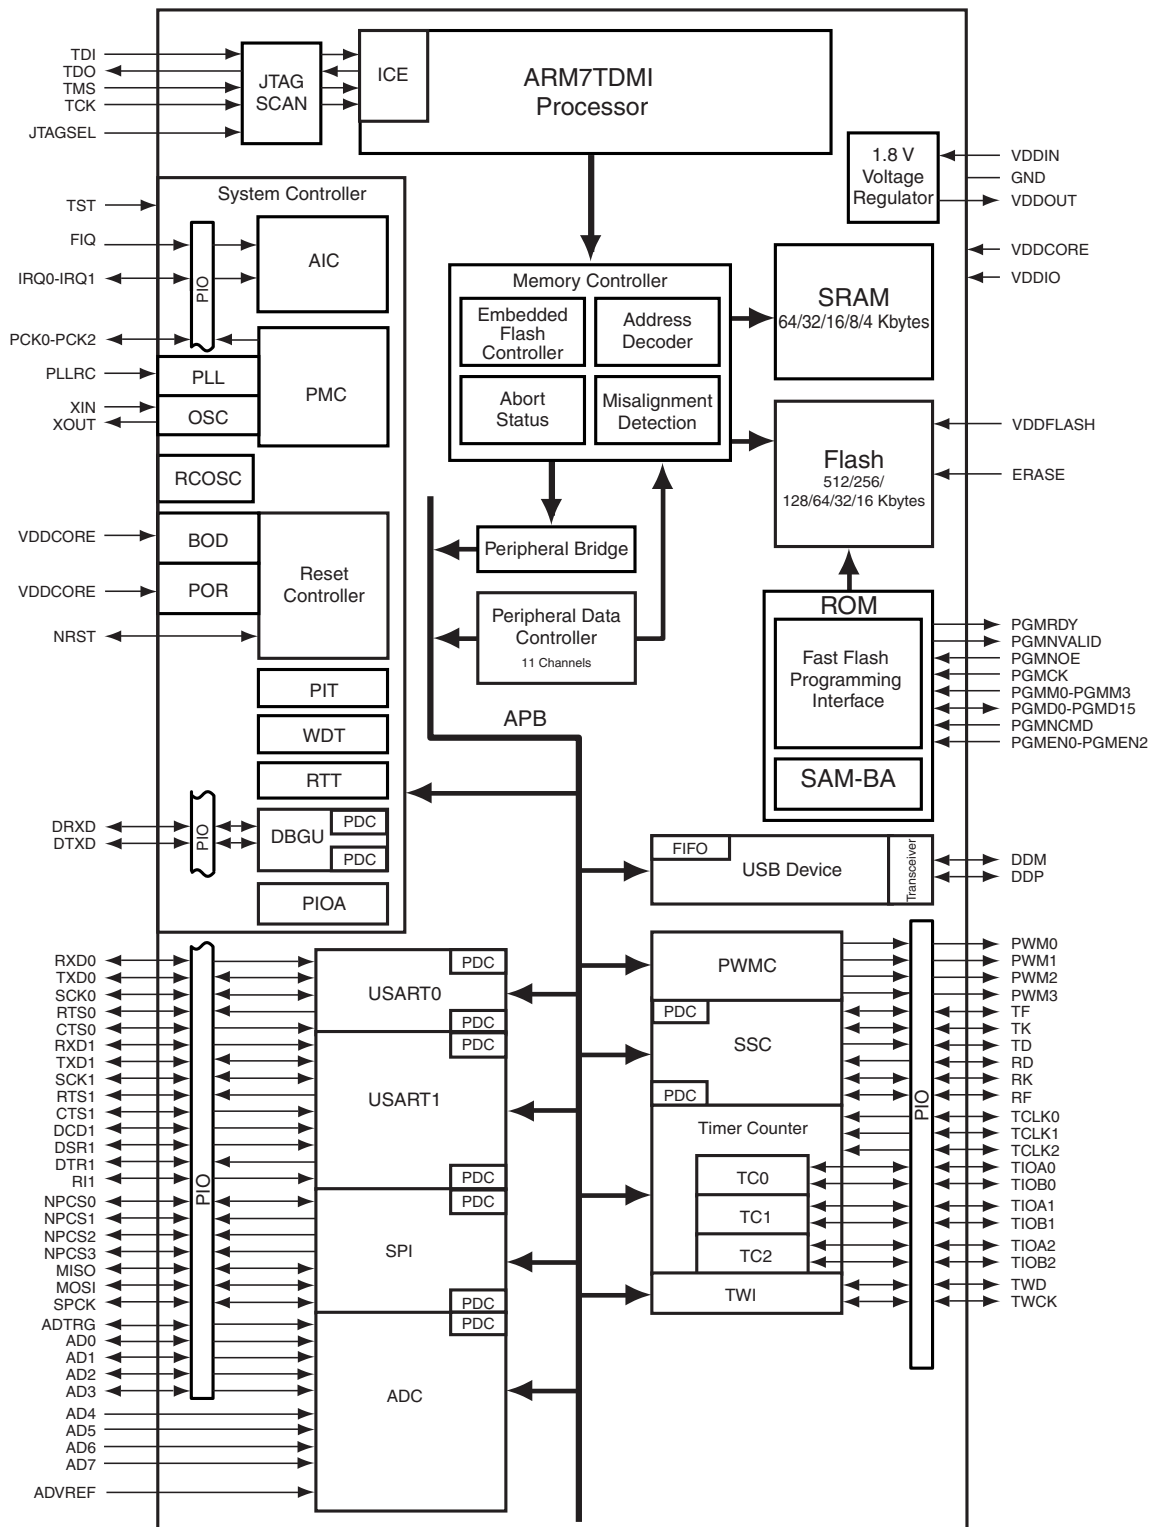 TDI
TDO
TMS
TCK
JTAGSEL
JTAG
SCAN
ICE
ARM7TDMI
Processor
1.8 V
Voltage
Regulator
VDDIN
GND
VDDOUT
VDDCORE
VDDIO
System Controller
TST
FIQ
IRQ0-IRQ1
PIO
AIC
PCK0-PCK2
PLLRC
XIN
XOUT
PLL
OSC
PMC
RCOSC
VDDCORE
BOD
VDDCORE
POR
Reset
Controller
NRST
PIT
WDT
RTT
DRXD
DTXD
PIO
DBGU
PDC
PDC
PIOA
Memory Controller
Embedded
Flash
Controller
Address
Decoder
Abort
Status
Misalignment
Detection
SRAM
64/32/16/8/4 Kbytes
Flash
512/256/
128/64/32/16 Kbytes
VDDFLASH
ERASE
Peripheral Bridge
Peripheral Data
Controller
11 Channels
APB
ROM
Fast Flash
Programming
Interface
SAM-BA
PGMRDY
PGMNVALID
PGMNOE
PGMCK
PGMM0-PGMM3
PGMD0-PGMD15
PGMNCMD
PGMEN0-PGMEN2
FIFO
USB Device
Transceiver
DDM
DDP
RXD0
TXD0
SCK0
RTS0
CTS0
RXD1
TXD1
SCK1
RTS1
CTS1
DCD1
DSR1
DTR1
RI1
NPCS0
NPCS1
NPCS2
NPCS3
MISO
MOSI
SPCK
ADTRG
AD0
AD1
AD2
AD3
AD4
AD5
AD6
AD7
ADVREF
PIO
PDC
USART0
PDC
PDC
USART1
PDC
PDC
SPI
PDC
PDC
ADC
PWMC
PDC
SSC
PDC
Timer Counter
TC0
TC1
TC2
TWI
PIO
PWM0
PWM1
PWM2
PWM3
TF
TK
TD
RD
RK
RF
TCLK0
TCLK1
TCLK2
TIOA0
TIOB0
TIOA1
TIOB1
TIOA2
TIOB2
TWD
TWCK